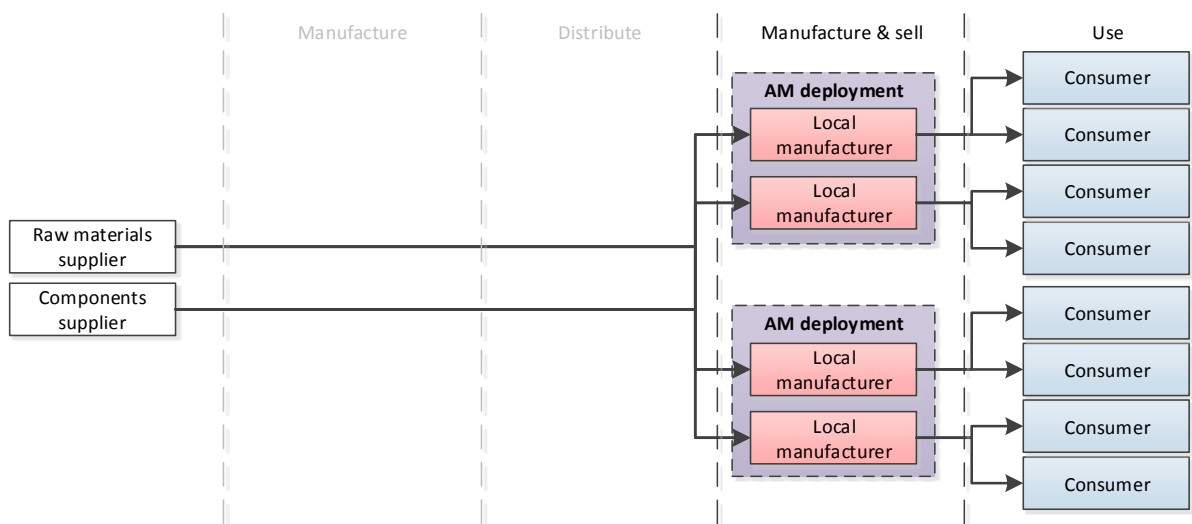 Manufacture
Distribute
Manufacture & sell
Use
Raw materials
supplier
Components
supplier
AM deployment
Local
manufacturer
Local
manufacturer
AM deployment
Local
manufacturer
Local
manufacturer
Consumer
Consumer
Consumer
Consumer
Consumer
Consumer
Consumer
Consumer